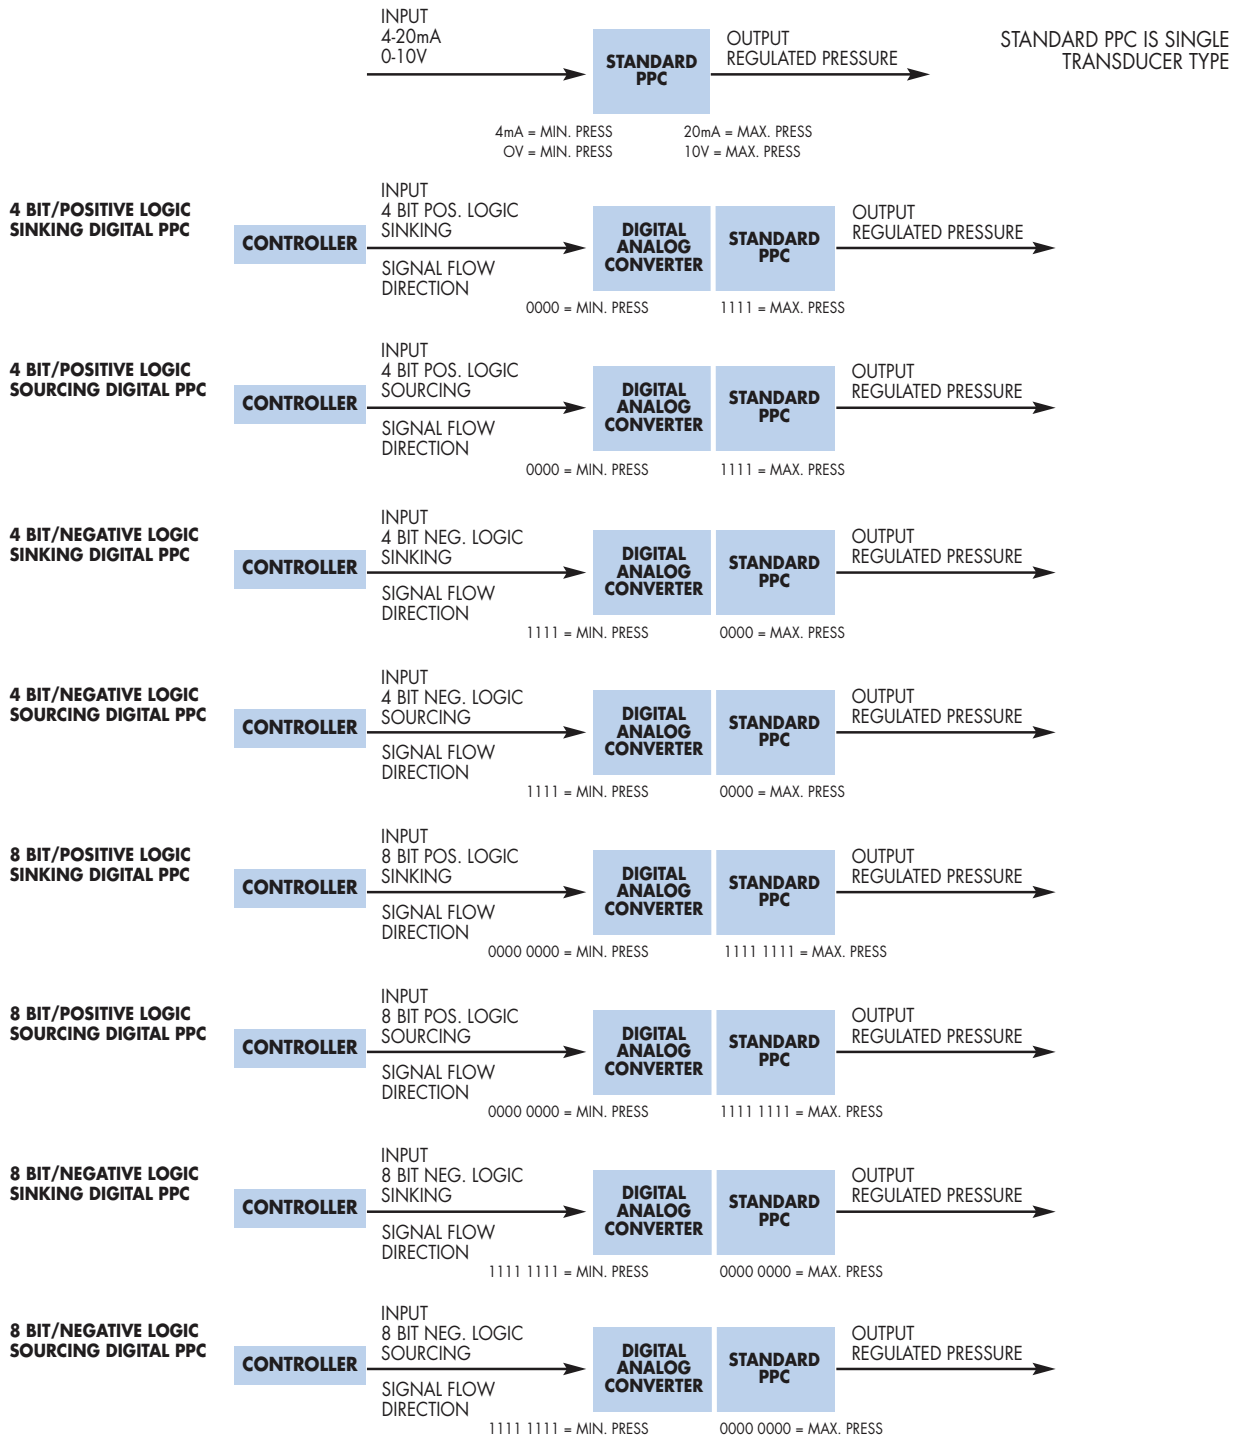 INPUT
4-20mA
0-10V
STANDARD
PPC
OUTPUT
REGULATED PRESSURE
STANDARD PPC IS SINGLE
TRANSDUCER TYPE
4mA = MIN. PRESS
OV = MIN. PRESS
20mA = MAX. PRESS
10V = MAX. PRESS
4 BIT/POSITIVE LOGIC
SINKING DIGITAL PPC
CONTROLLER
INPUT
4 BIT POS. LOGIC
SINKING
SIGNAL FLOW
DIRECTION
DIGITAL
ANALOG
CONVERTER
STANDARD
PPC
OUTPUT
REGULATED PRESSURE
0000 = MIN. PRESS
1111 = MAX. PRESS
4 BIT/POSITIVE LOGIC
SOURCING DIGITAL PPC
CONTROLLER
INPUT
4 BIT POS. LOGIC
SOURCING
SIGNAL FLOW
DIRECTION
DIGITAL
ANALOG
CONVERTER
STANDARD
PPC
OUTPUT
REGULATED PRESSURE
0000 = MIN. PRESS
1111 = MAX. PRESS
4 BIT/NEGATIVE LOGIC
SINKING DIGITAL PPC
CONTROLLER
INPUT
4 BIT NEG. LOGIC
SINKING
SIGNAL FLOW
DIRECTION
DIGITAL
ANALOG
CONVERTER
STANDARD
PPC
OUTPUT
REGULATED PRESSURE
1111 = MIN. PRESS
0000 = MAX. PRESS
4 BIT/NEGATIVE LOGIC
SOURCING DIGITAL PPC
CONTROLLER
INPUT
4 BIT NEG. LOGIC
SOURCING
SIGNAL FLOW
DIRECTION
DIGITAL
ANALOG
CONVERTER
STANDARD
PPC
OUTPUT
REGULATED PRESSURE
1111 = MIN. PRESS
0000 = MAX. PRESS
8 BIT/POSITIVE LOGIC
SINKING DIGITAL PPC
CONTROLLER
INPUT
8 BIT POS. LOGIC
SINKING
SIGNAL FLOW
DIRECTION
DIGITAL
ANALOG
CONVERTER
STANDARD
PPC
OUTPUT
REGULATED PRESSURE
0000 0000 = MIN. PRESS
1111 1111 = MAX. PRESS
8 BIT/POSITIVE LOGIC
SOURCING DIGITAL PPC
CONTROLLER
INPUT
8 BIT POS. LOGIC
SOURCING
SIGNAL FLOW
DIRECTION
DIGITAL
ANALOG
CONVERTER
STANDARD
PPC
OUTPUT
REGULATED PRESSURE
0000 0000 = MIN. PRESS
1111 1111 = MAX. PRESS
8 BIT/NEGATIVE LOGIC
SINKING DIGITAL PPC
CONTROLLER
INPUT
8 BIT NEG. LOGIC
SINKING
SIGNAL FLOW
DIRECTION
DIGITAL
ANALOG
CONVERTER
STANDARD
PPC
OUTPUT
REGULATED PRESSURE
1111 1111 = MIN. PRESS
0000 0000 = MAX. PRESS
8 BIT/NEGATIVE LOGIC
SOURCING DIGITAL PPC
CONTROLLER
INPUT
8 BIT NEG. LOGIC
SOURCING
SIGNAL FLOW
DIRECTION
DIGITAL
ANALOG
CONVERTER
STANDARD
PPC
OUTPUT
REGULATED PRESSURE
1111 1111 = MIN. PRESS
0000 0000 = MAX. PRESS